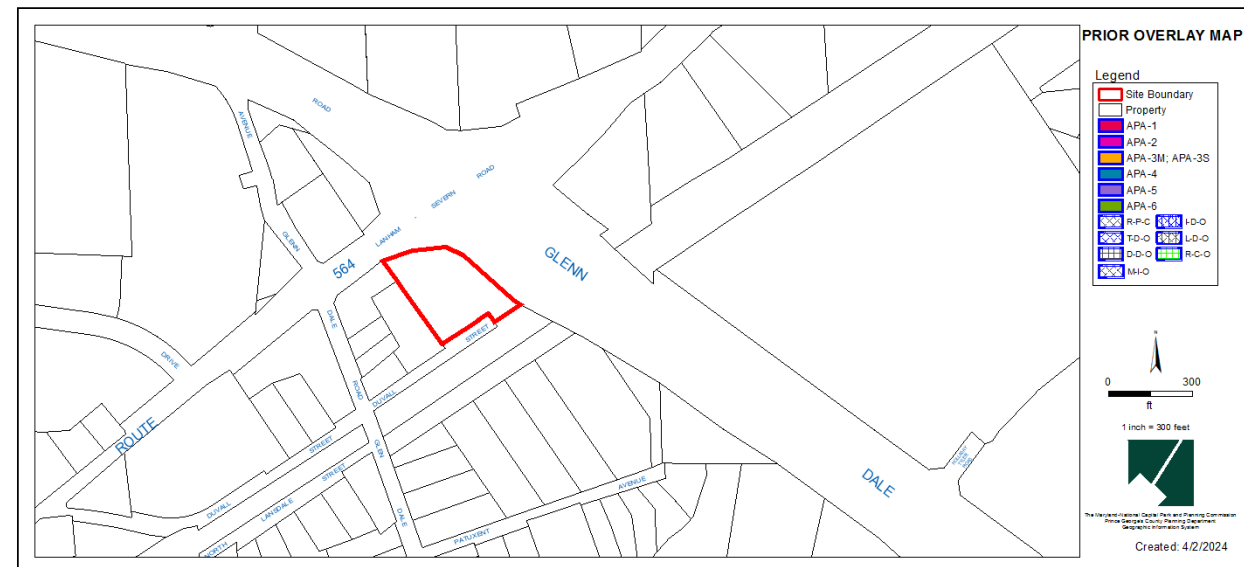 PRIOR OVERLAY MAP
Legend
Site Boundary
Property
APA-1
APA-2
APA-3M; APA-3S
APA-4
APA-5
APA-6
R-P-C
I-D-O
T-D-O
L-D-O
D-D-O
R-C-O
M-I-O
N
0 300
ft
1 inch = 300 feet
The Maryland-National Capital Park and Planning Commission
Prince George's County Planning Department
Geographic Information System
Created: 4/2/2024
ROAD
AVENUE
SEVERN ROAD
LANHAM
GLENN
564
GLENN
DALE
DRIVE
DALE
STREET
ROAD
DUVALL
ROUTE
GLEN
STREET
DUVALL
STREET
LANSDALE
NORTH
DALE
AVENUE
PATUXENT
DALE